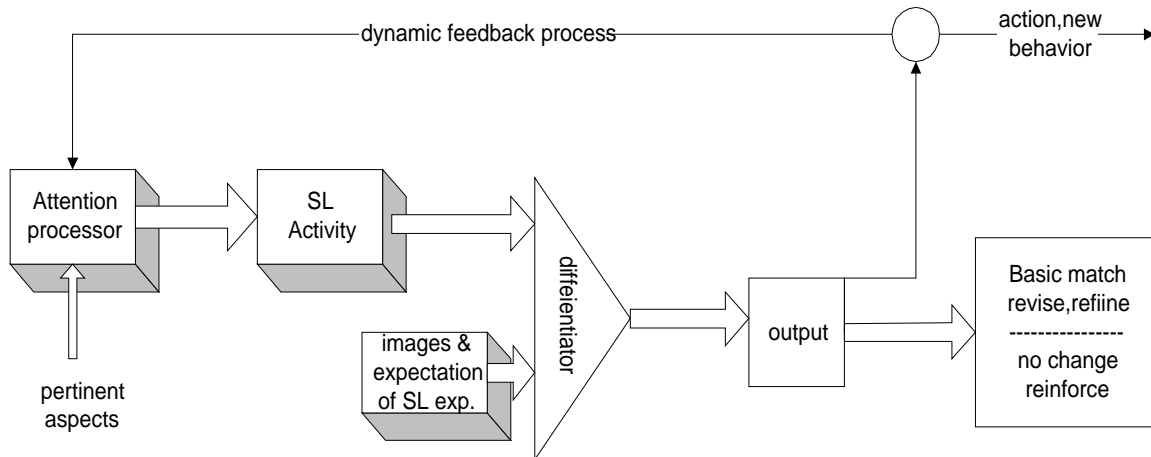 dynamic feedback process
action,new
behavior
Attention
processor
SL
Activity
pertinent
aspects
images &
expectation
of SL exp.
diffeientiator
output
Basic match
revise,refiine
----------------
no change
reinforce